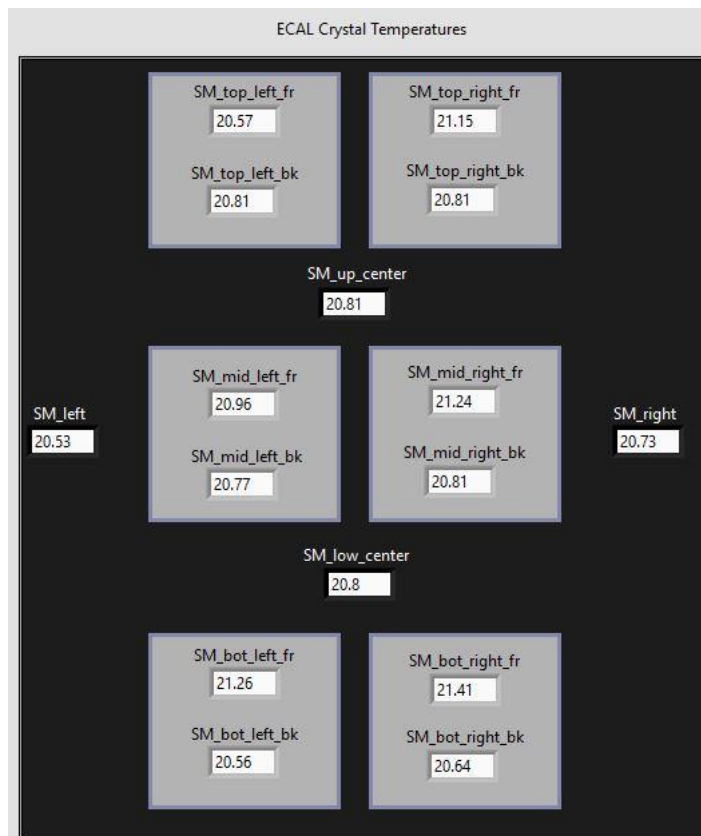 ECAL Crystal Temperatures
SM_top_left_fr
20.57
SM_top_left_bk
20.81
SM_top_right_fr
21.15
SM_top_right_bk
20.81
SM_up_center
20.81
SM_left
20.53
SM_mid_left_fr
20.96
SM_mid_left_bk
20.77
SM_mid_right_fr
21.24
SM_mid_right_bk
20.81
SM_right
20.73
SM_low_center
20.8
SM_bot_left_fr
21.26
SM_bot_left_bk
20.56
SM_bot_right_fr
21.41
SM_bot_right_bk
20.64